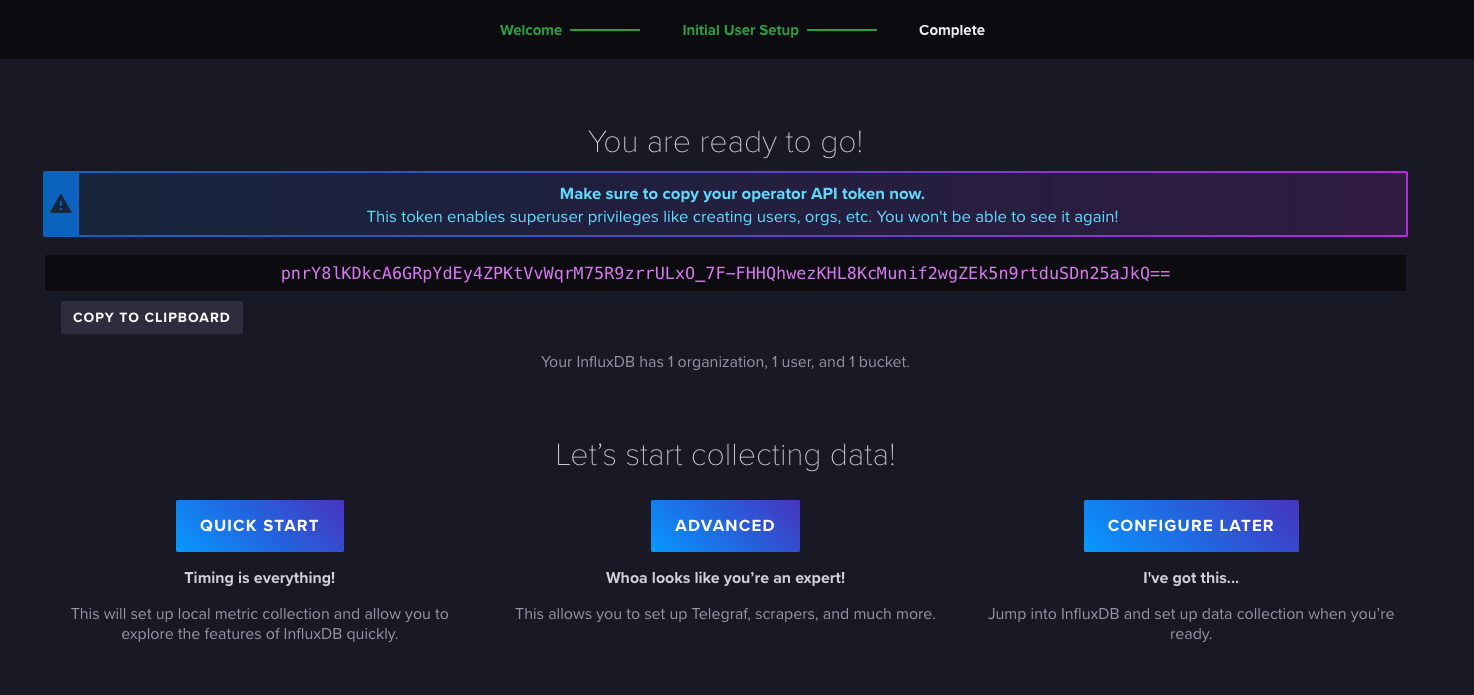 Welcome
Initial User Setup
Complete
You are ready to go!
Make sure to copy your operator API token now.
This token enables superuser privileges like creating users, orgs, etc. You won't be able to see it again!
pnrY8lKDkcA6GRpYdEy4ZPKtVvWqrM75R9zrrULxO_7F-FHHQhwezKHL8KcMunif2wgZEk5n9rtduSDn25aJkQ==
COPY TO CLIPBOARD
Your InfluxDB has 1 organization, 1 user, and 1 bucket.
Let’s start collecting data!
QUICK START
Timing is everything!
This will set up local metric collection and allow you to
explore the features of InfluxDB quickly.
ADVANCED
Whoa looks like you’re an expert!
This allows you to set up Telegraf, scrapers, and much more.
CONFIGURE LATER
I've got this...
Jump into InfluxDB and set up data collection when you’re
ready.